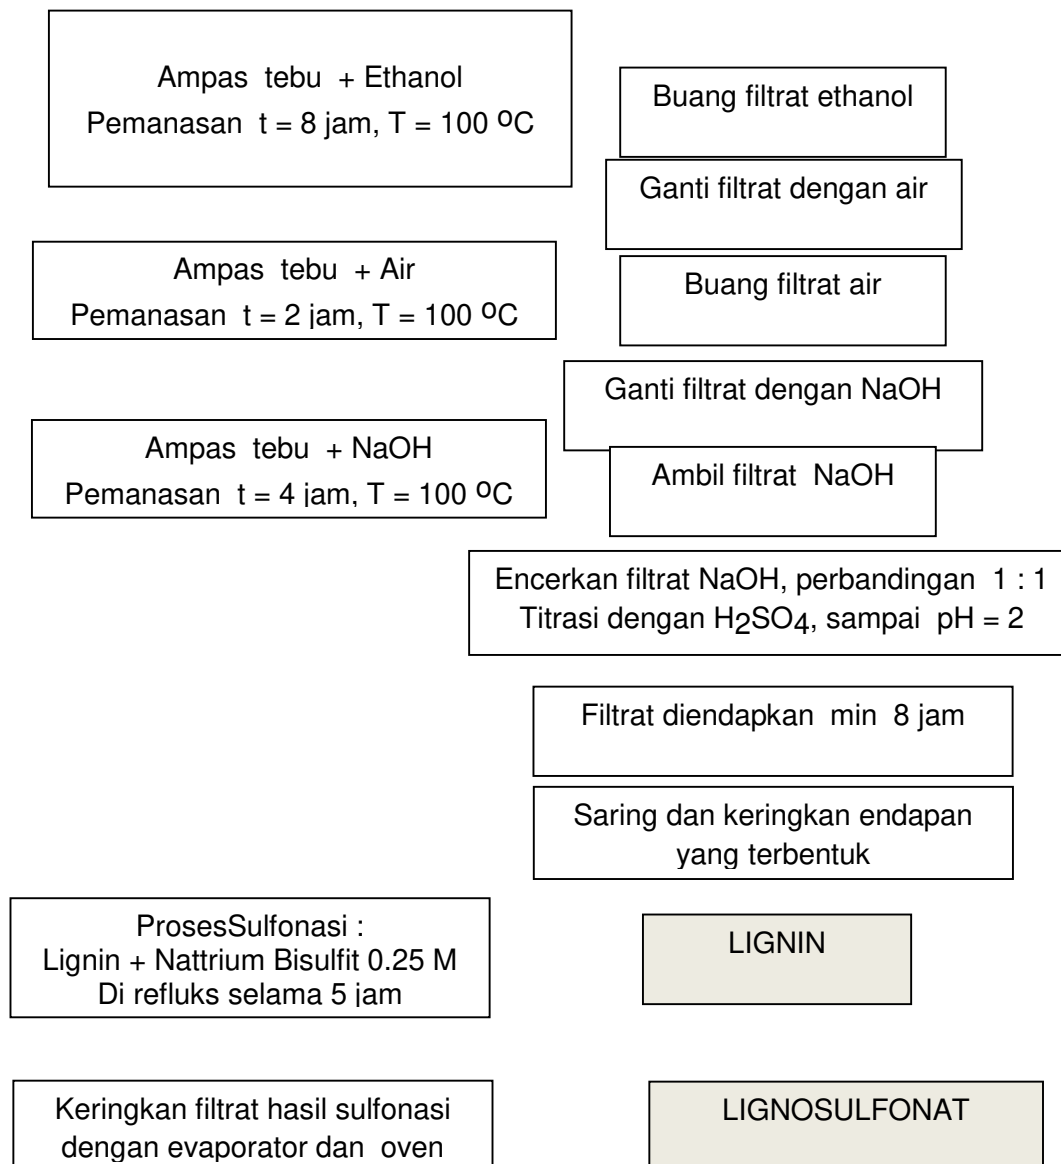 Ampas tebu + Ethanol
Pemanasan t = 8 jam, T = 100 ºC
Buang filtrat ethanol
Ganti filtrat dengan air
Ampas tebu + Air
Pemanasan t = 2 jam, T = 100 ºC
Buang filtrat air
Ganti filtrat dengan NaOH
Ampas tebu + NaOH
Pemanasan t = 4 jam, T = 100 ºC
Ambil filtrat NaOH
Encerkan filtrat NaOH, perbandingan 1 : 1
Titrasi dengan H₂SO₄, sampai pH = 2
Filtrat diendapkan min 8 jam
Saring dan keringkan endapan
yang terbentuk
ProsesSulfonasi :
Lignin + Nattrium Bisulfit 0.25 M
Di refluks selama 5 jam
LIGNIN
Keringkan filtrat hasil sulfonasi
dengan evaporator dan oven
LIGNOSULFONAT